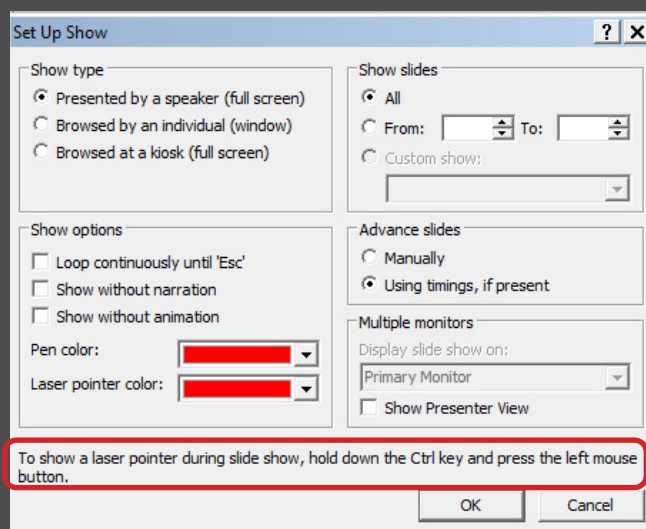 Set Up Show
Show type
Presented by a speaker (full screen)
Browsed by an individual (window)
Browsed at a kiosk (full screen)
Show slides
All
From: To:
Custom show:
Show options
Loop continuously until 'Esc'
Show without narration
Show without animation
Pen color:
Laser pointer color:
Advance slides
Manually
Using timings, if present
Multiple monitors
Display slide show on:
Primary Monitor
Show Presenter View
To show a laser pointer during slide show, hold down the Ctrl key and press the left mouse
button.
OK Cancel